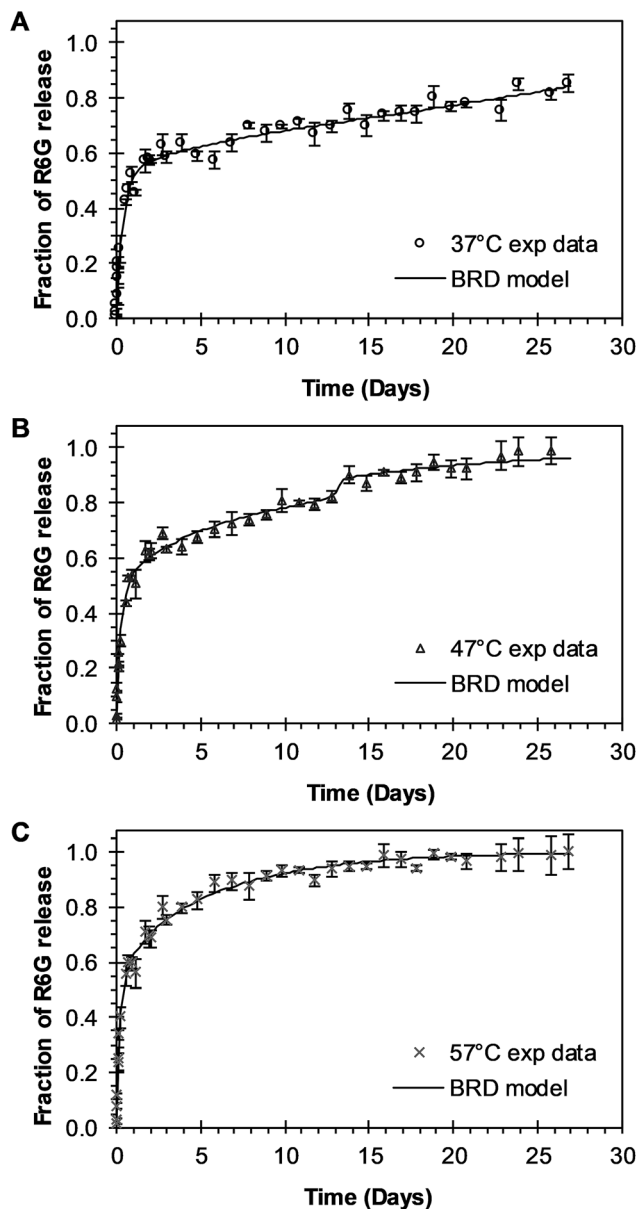 A
Fraction of R6G release
1.0
0.8
0.6
0.4
0.2
0.0
37°C exp data
BRD model
0 5 10 15 20 25 30
Time (Days)
B
Fraction of R6G release
1.0
0.8
0.6
0.4
0.2
0.0
47°C exp data
BRD model
0 5 10 15 20 25 30
Time (Days)
C
Fraction of R6G release
1.0
0.8
0.6
0.4
0.2
0.0
57°C exp data
BRD model
0 5 10 15 20 25 30
Time (Days)